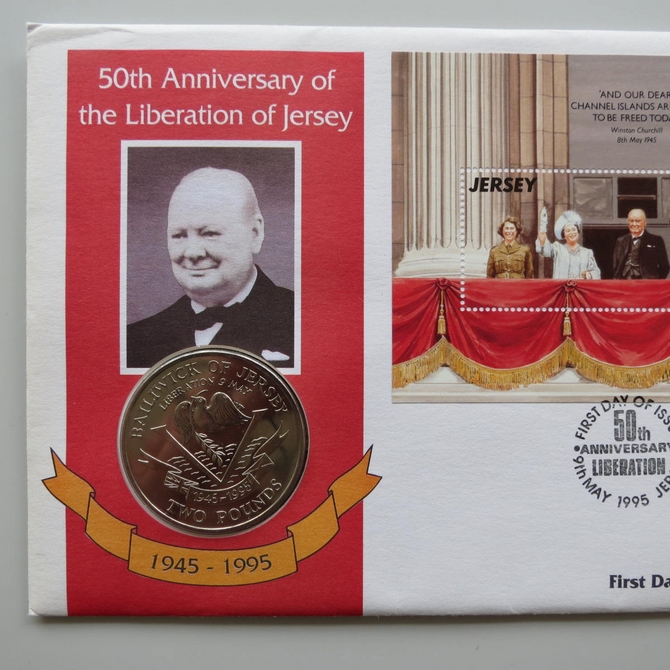 50th Anniversary of
the Liberation of Jersey
'AND OUR DEAR
CHANNEL ISLANDS AR
TO BE FREED TODA
Winston Churchill
8th May 1945
JERSEY
BAILIWICK OF JERSEY
LIBERATION 9 MAY
1945-1995
TWO POUNDS
1945 - 1995
FIRST DAY OF ISSU
50th
ANNIVERSARY
LIBERATION
9th MAY 1995 JER
First Da